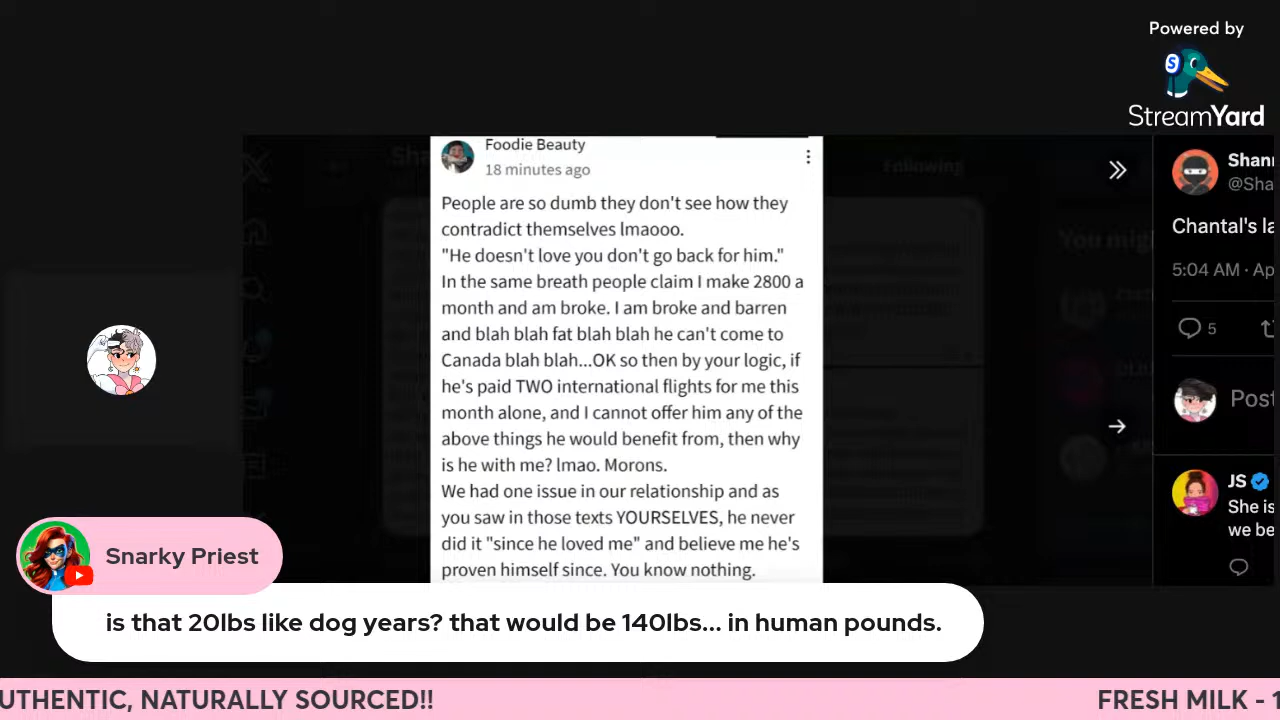 Powered by
StreamYard
Foodie Beauty
18 minutes ago
People are so dumb they don't see how they
contradict themselves lmaooo.
"He doesn't love you don't go back for him."
In the same breath people claim I make 2800 a
month and am broke. I am broke and barren
and blah blah fat blah blah he can't come to
Canada blah blah...OK so then by your logic, if
he's paid TWO international flights for me this
month alone, and I cannot offer him any of the
above things he would benefit from, then why
is he with me? lmao. Morons.
We had one issue in our relationship and as
you saw in those texts YOURSELVES, he never
did it "since he loved me" and believe me he's
proven himself since. You know nothing.
Following
Shan
@Sha
Chantal's la
5:04 AM · Ap
5
Post
JS
She is
we be
Snarky Priest
is that 20lbs like dog years? that would be 140lbs... in human pounds.
UTHENTIC, NATURALLY SOURCED!!
FRESH MILK - 1